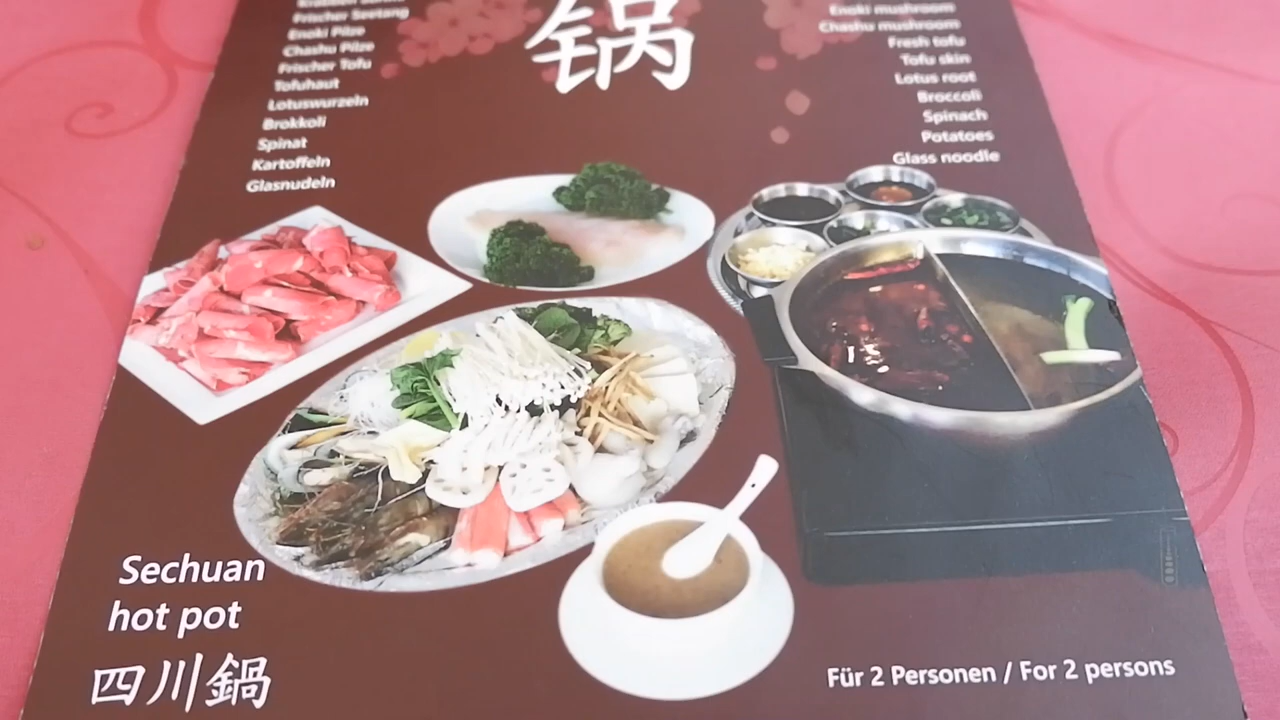 Frischer Seetang
Enoki Pilze
Chashu Pilze
Frischer Tofu
Tofuhaut
Lotuswurzeln
Brokkoli
Spinat
Kartoffeln
Glasnudeln
锅
Enoki mushroom
Chashu mushroom
Fresh tofu
Tofu skin
Lotus root
Broccoli
Spinach
Potatoes
Glass noodle
Sechuan
hot pot
四川鍋
Für 2 Personen / For 2 persons